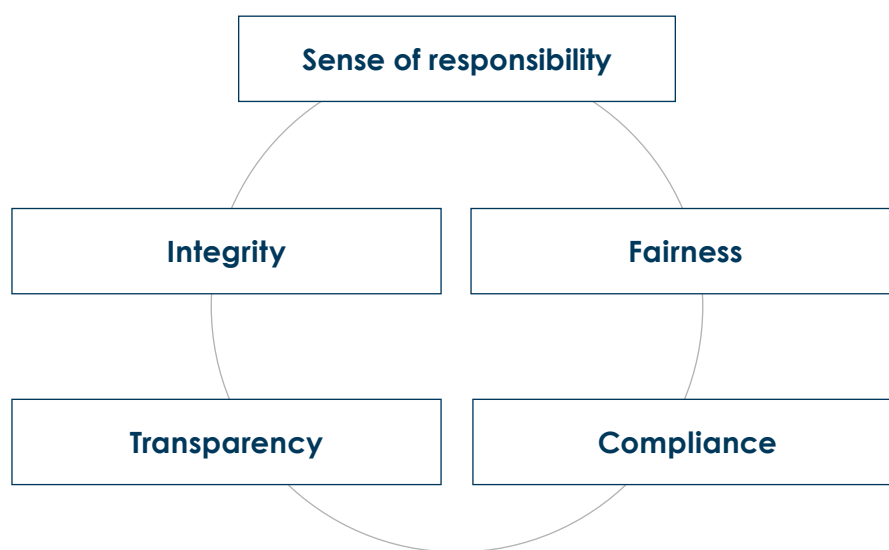 Sense of responsibility
Integrity
Fairness
Transparency
Compliance